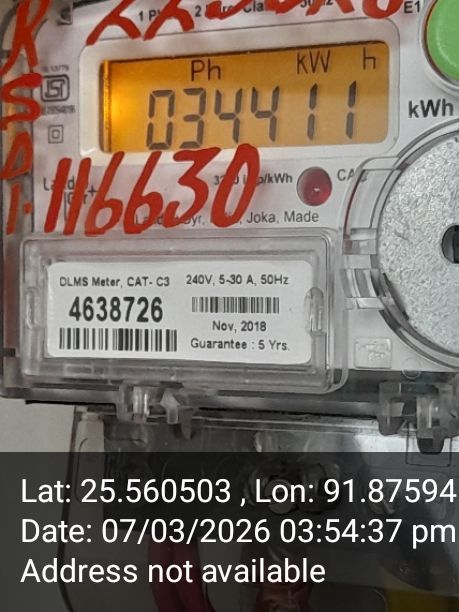 E1
Ph kW h
034411
kWh
RSDI
116630
Joka, Made
DLMS Meter, CAT- C3 240V, 5-30 A, 50Hz
4638726
Nov, 2018
Guarantee : 5 Yrs.
Lat: 25.560503 , Lon: 91.87594
Date: 07/03/2026 03:54:37 pm
Address not available